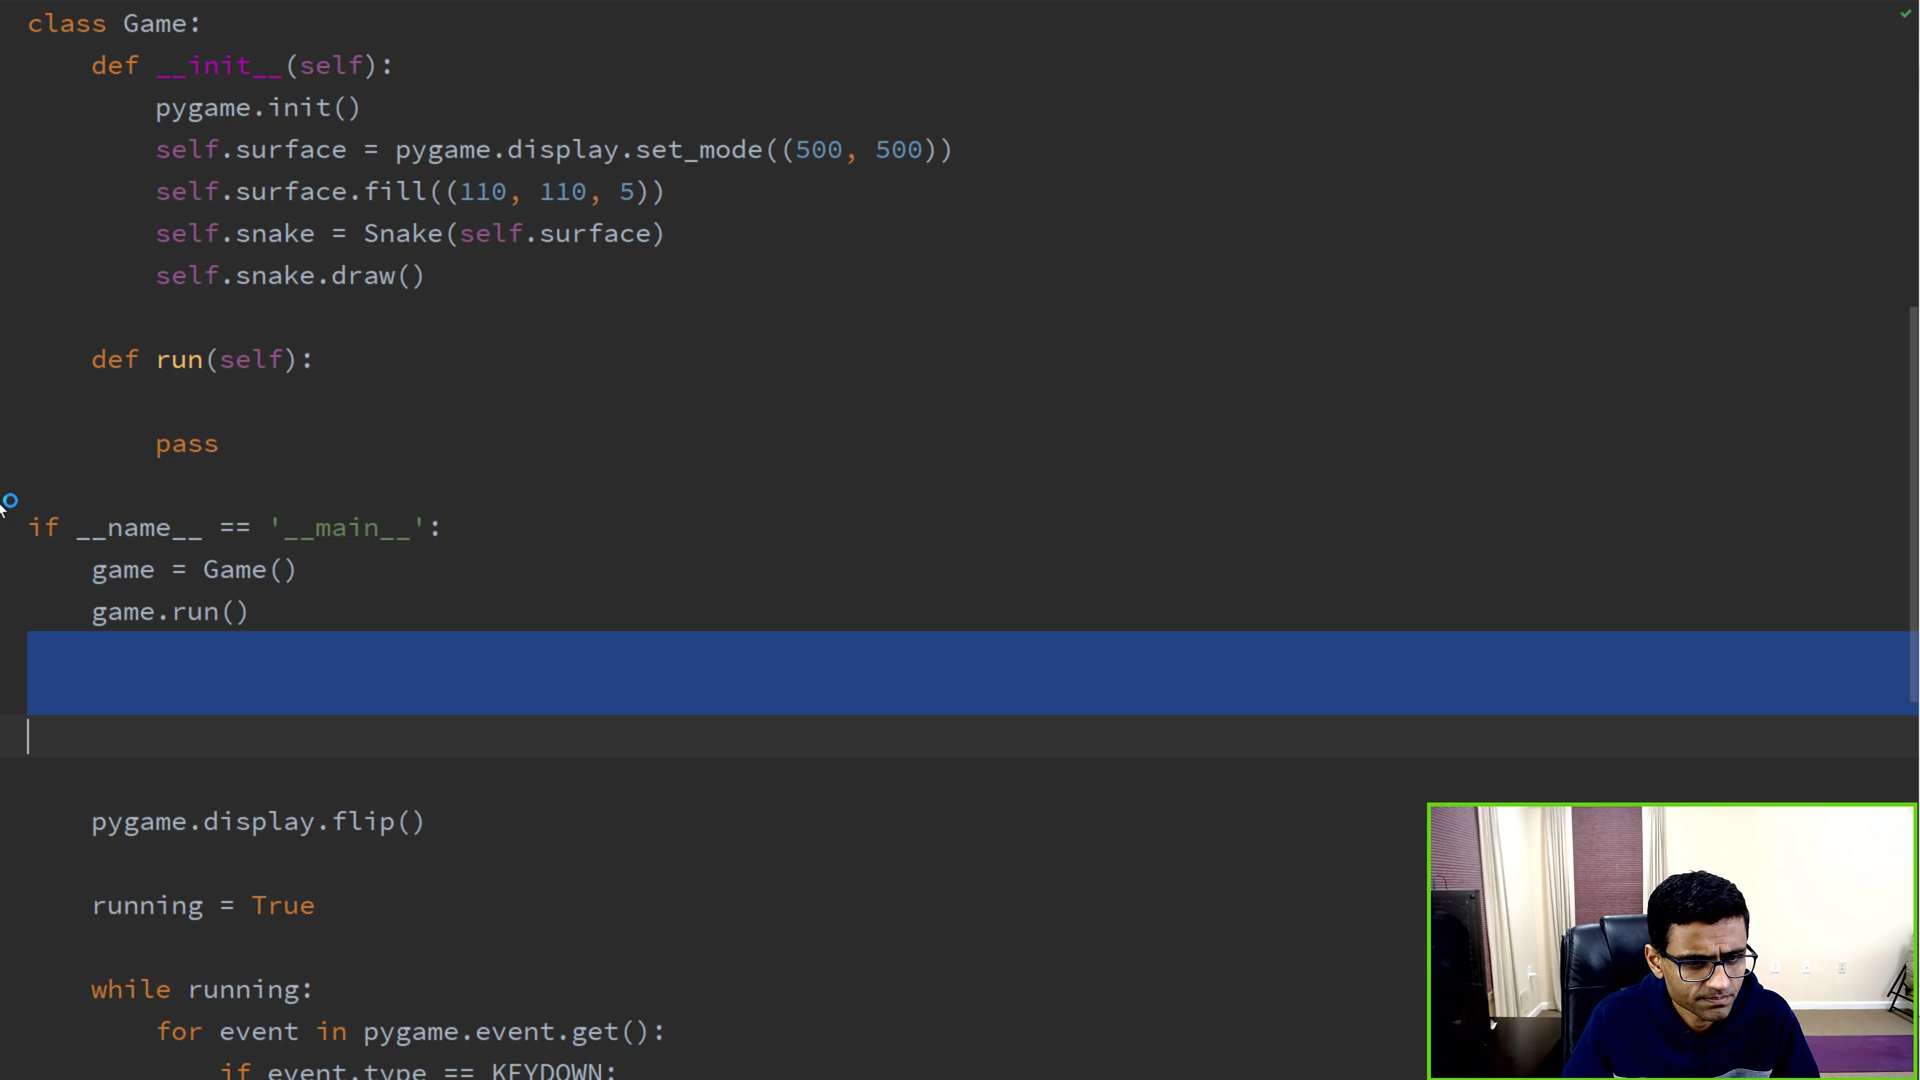 class Game:
    def __init__(self):
        pygame.init()
        self.surface = pygame.display.set_mode((500, 500))
        self.surface.fill((110, 110, 5))
        self.snake = Snake(self.surface)
        self.snake.draw()
    def run(self):
        pass
if __name__ == '__main__':
    game = Game()
    game.run()
    pygame.display.flip()
    running = True
    while running:
        for event in pygame.event.get():
            if event.type == KEYDOWN: